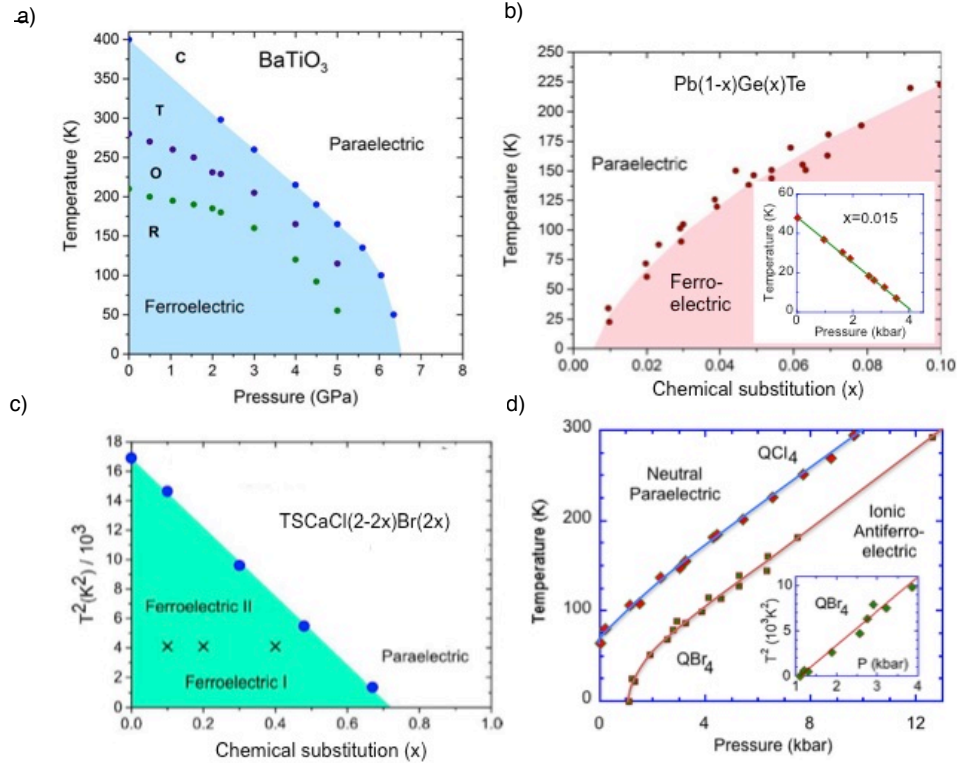 a)
BaTiO3
C
T
O
R
Paraelectric
Ferroelectric
Temperature (K)
400
350
300
250
200
150
100
50
0
0 1 2 3 4 5 6 7 8
Pressure (GPa)
b)
Pb(1-x)Ge(x)Te
Paraelectric
Ferro-
electric
Temperature (K)
250
225
200
175
150
125
100
75
50
25
0
0.00 0.02 0.04 0.06 0.08 0.10
Chemical substitution (x)
x=0.015
Temperature (K)
60
40
20
0
0 1 2 3 4
Pressure (kbar)
c)
TSCaCl(2-2x)Br(2x)
Ferroelectric II
Ferroelectric I
Paraelectric
T²(K²) / 10³
18
16
14
12
10
8
6
4
2
0
0.0 0.2 0.4 0.6 0.8 1.0
Chemical substitution (x)
d)
QCl4
Neutral
Paraelectric
Ionic
Antiferro-
electric
QBr4
Temperature (K)
300
200
100
0
0 4 8 12
Pressure (kbar)
QBr4
T² (10³K²)
10
5
0
1 2 3 4
P (kbar)